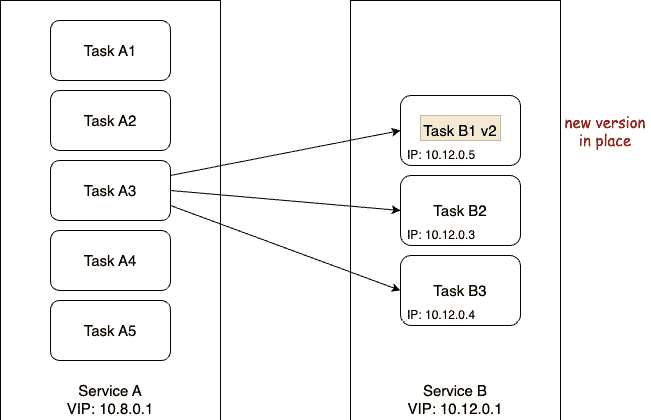 Task A1
Task A2
Task A3
Task A4
Task A5
Service A
VIP: 10.8.0.1
Task B1 v2
IP: 10.12.0.5
Task B2
IP: 10.12.0.3
Task B3
IP: 10.12.0.4
Service B
VIP: 10.12.0.1
new version
in place